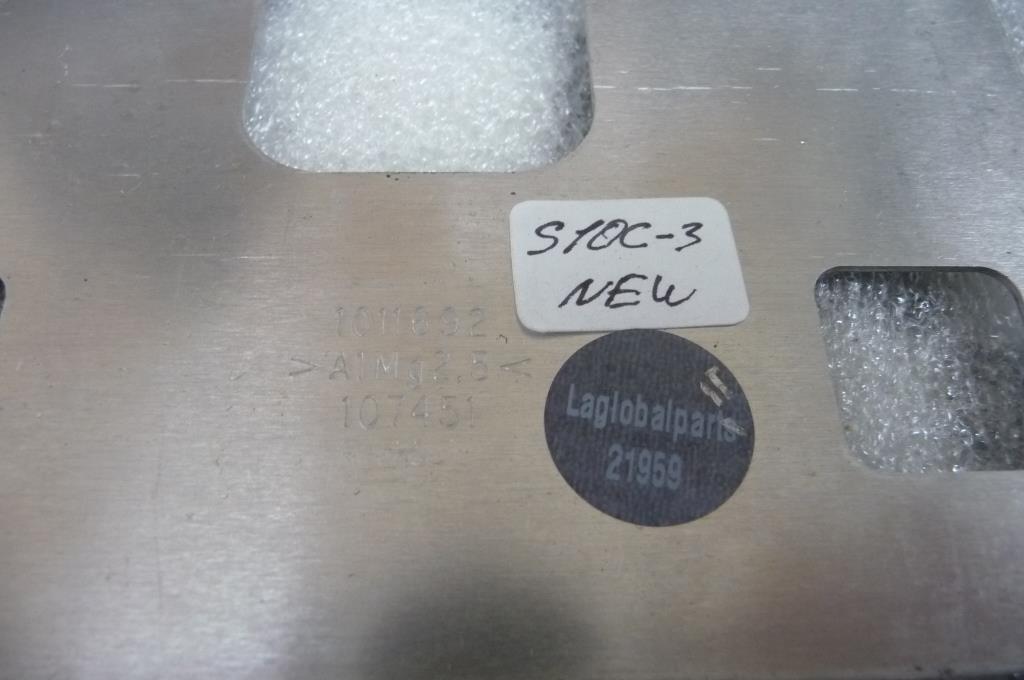 S10C-3
NEW
1011692
>AlMg2.5<
107451
Laglobalparts
21959